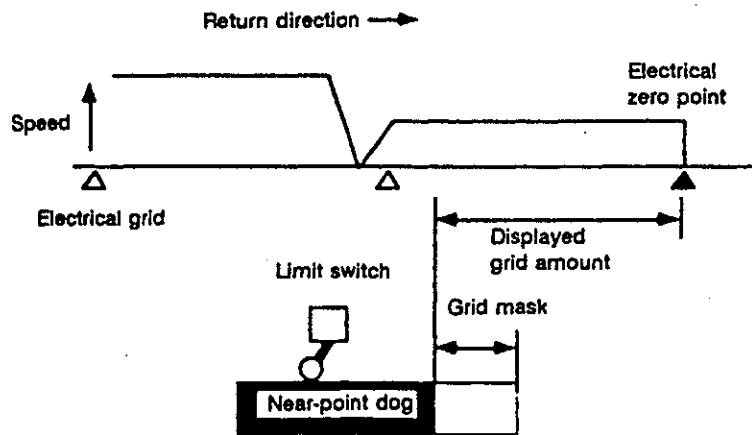 Return direction
Electrical
zero point
Speed
Electrical grid
Displayed
grid amount
Limit switch
Grid mask
Near-point dog